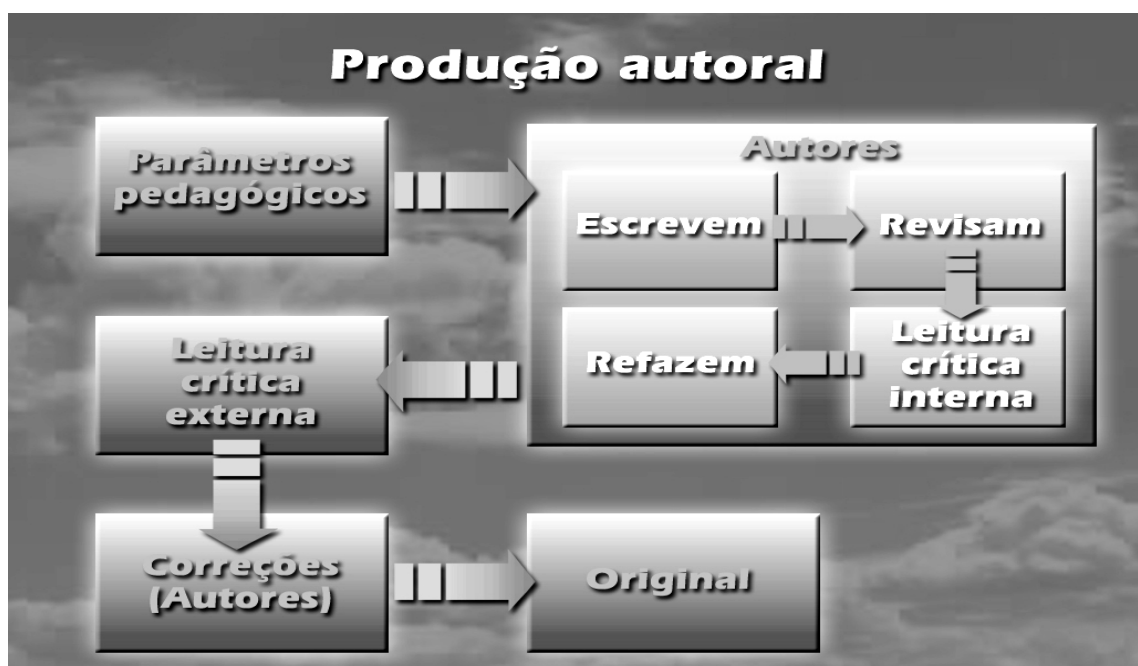 Produção autoral
Parâmetros
pedagógicos
Autores
Escrevem
Revisam
Leitura
crítica
interna
Refazem
Leitura
crítica
externa
Correções
(Autores)
Original